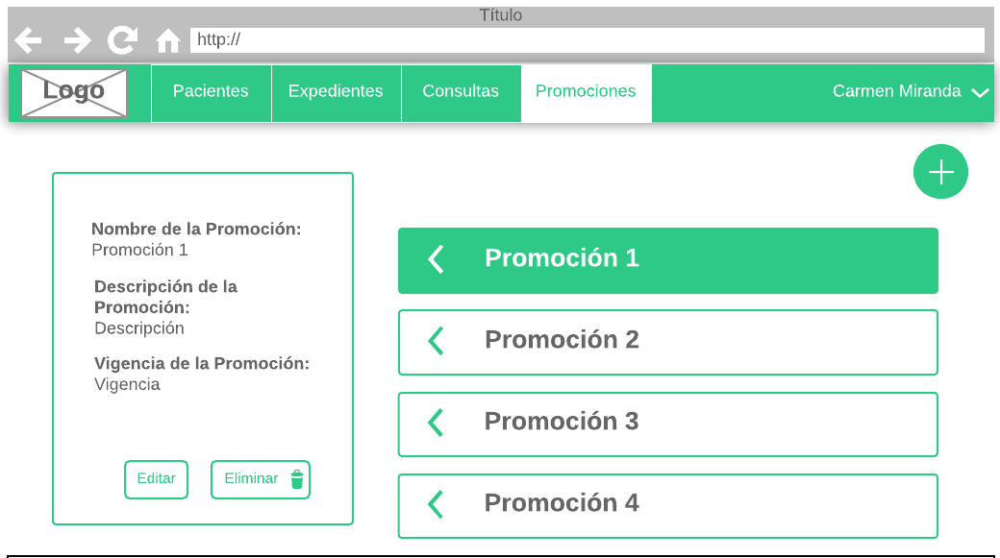 Título
http://
Logo
Pacientes
Expedientes
Consultas
Promociones
Carmen Miranda
Nombre de la Promoción:
Promoción 1
Descripción de la
Promoción:
Descripción
Vigencia de la Promoción:
Vigencia
Editar
Eliminar
Promoción 1
Promoción 2
Promoción 3
Promoción 4